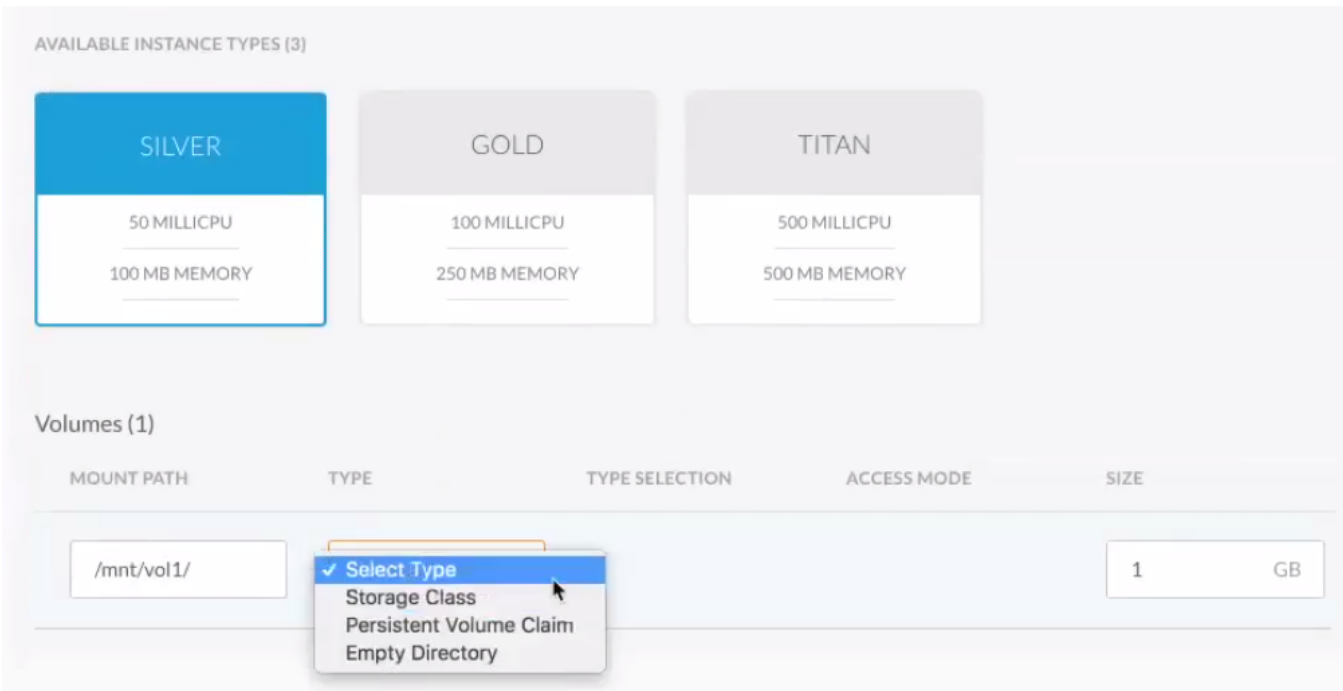 AVAILABLE INSTANCE TYPES (3)
SILVER
50 MILLICPU
100 MB MEMORY
GOLD
100 MILLICPU
250 MB MEMORY
TITAN
500 MILLICPU
500 MB MEMORY
Volumes (1)
MOUNT PATH TYPE TYPE SELECTION ACCESS MODE SIZE
/mnt/vol1/ ✓ Select Type 1 GB
Storage Class
Persistent Volume Claim
Empty Directory